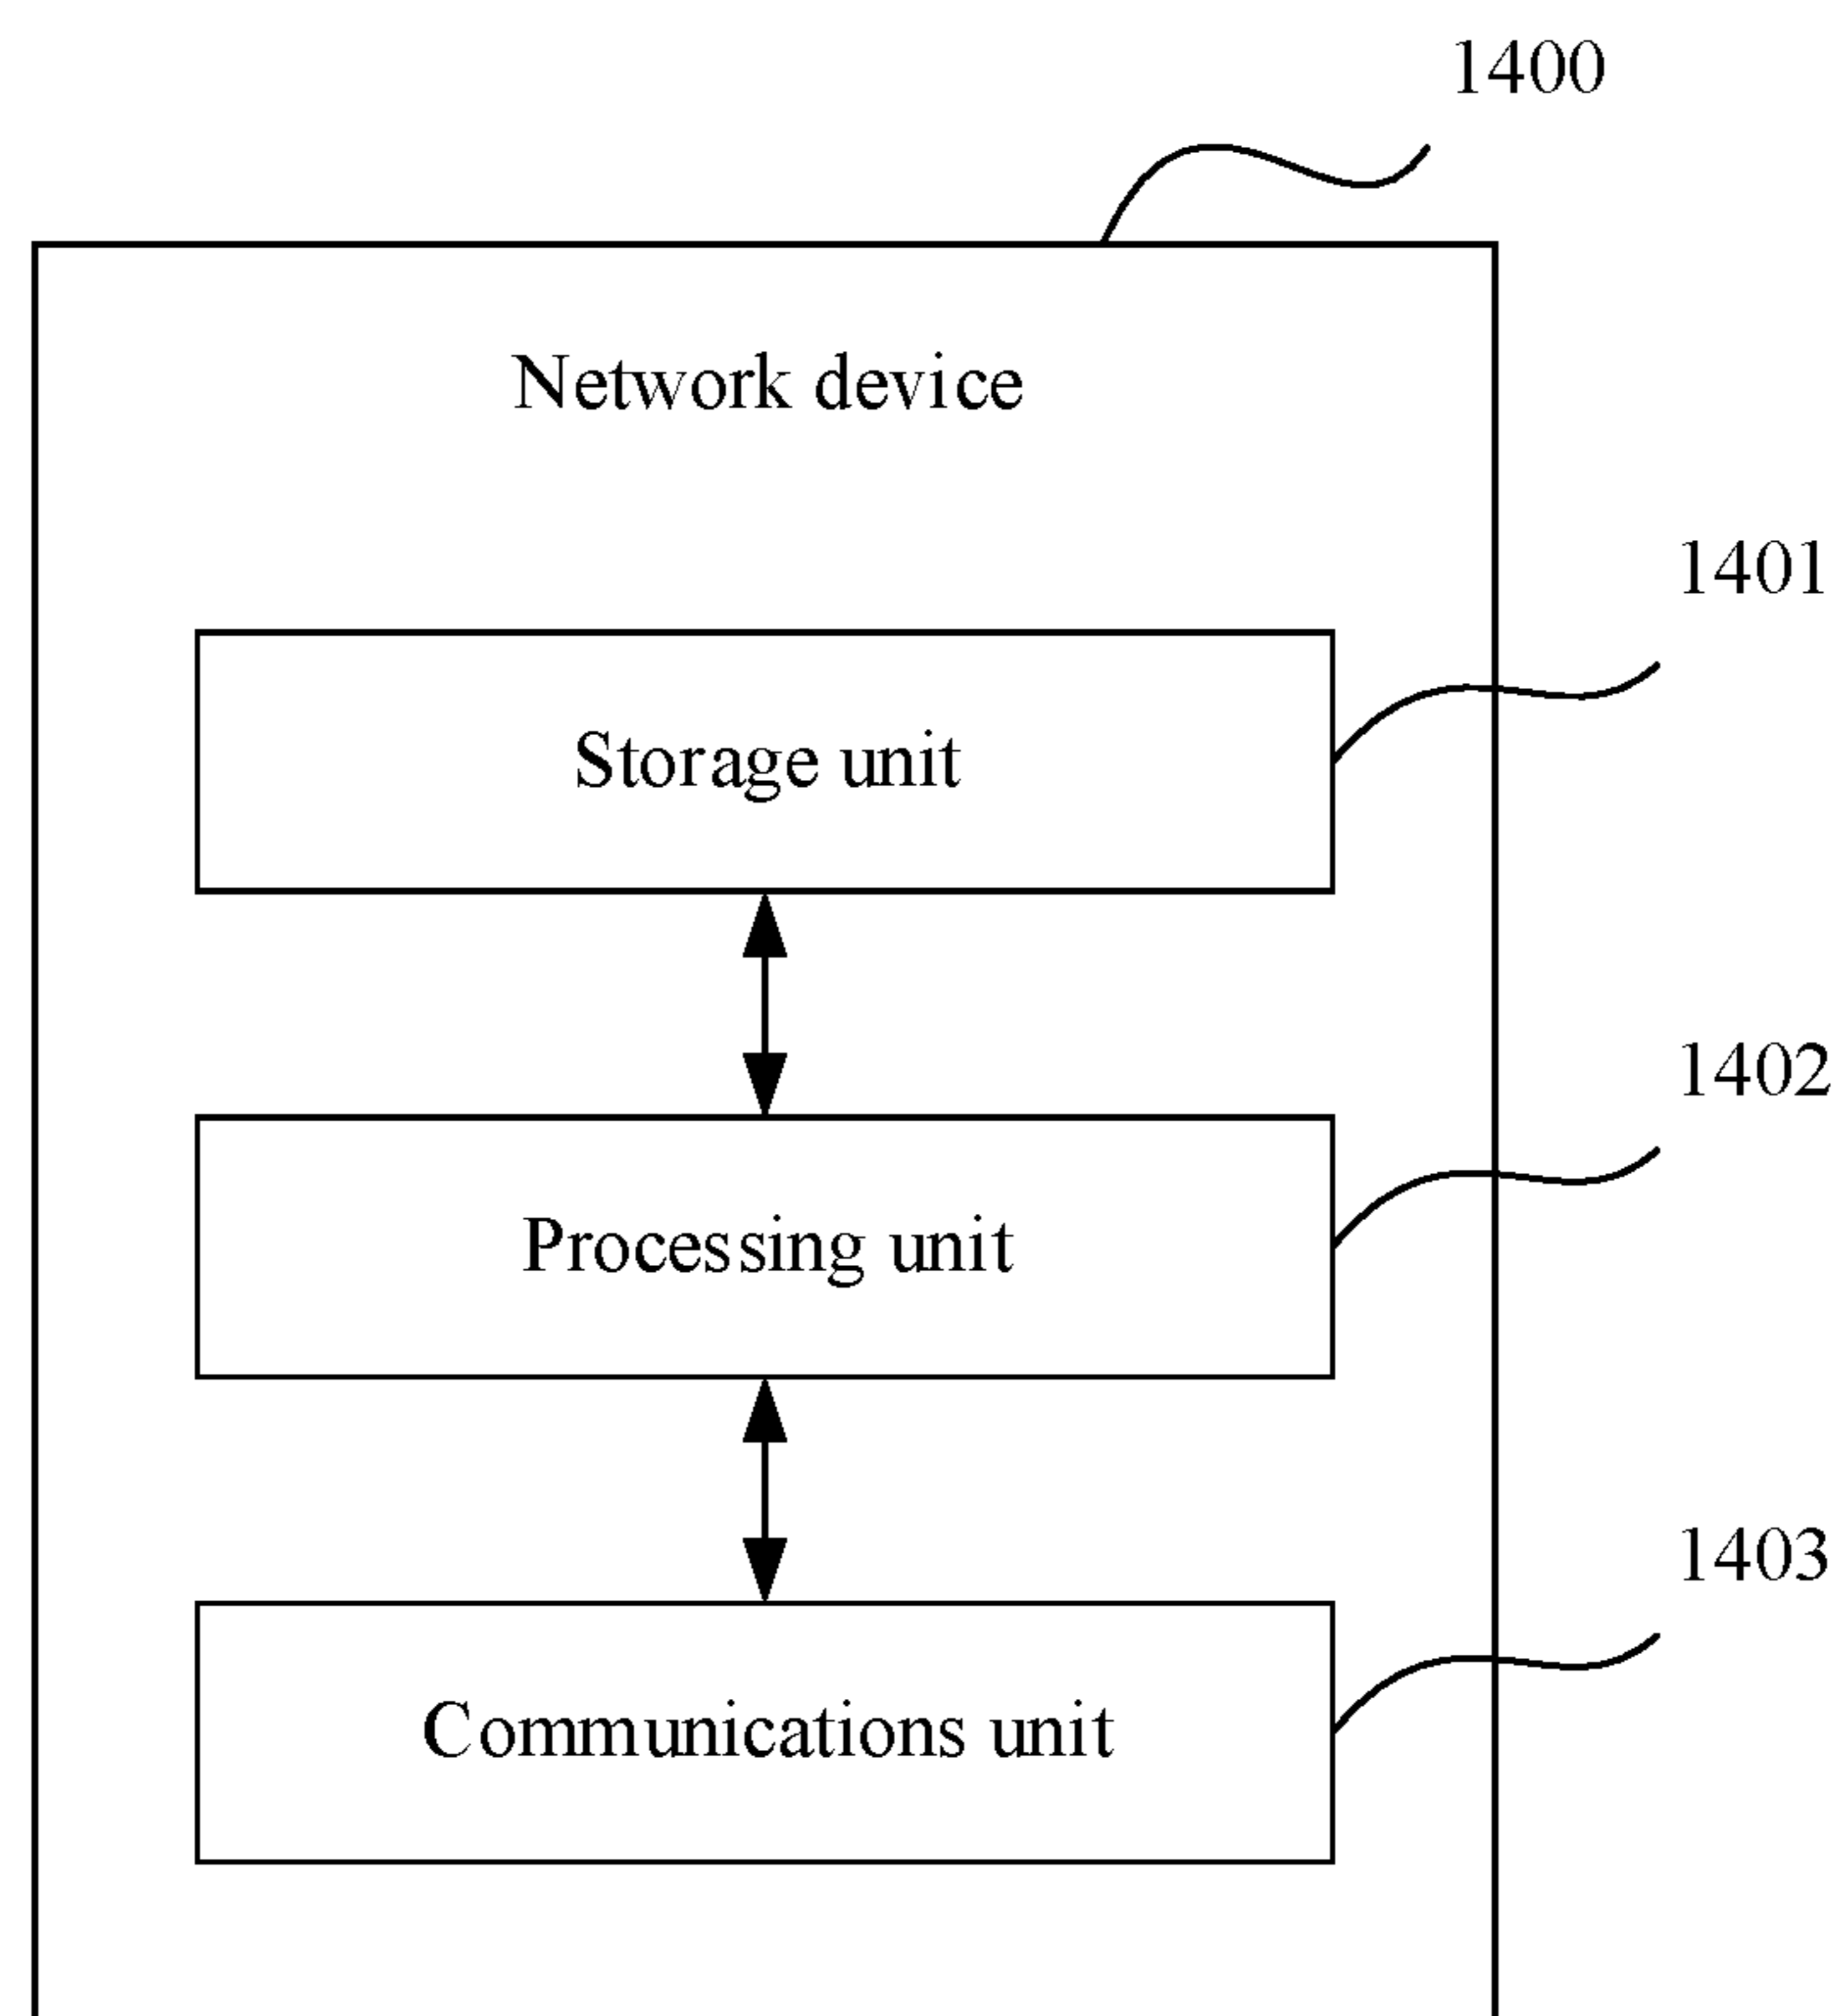 1400
Network device
1401
Storage unit
1402
Processing unit
1403
Communications unit